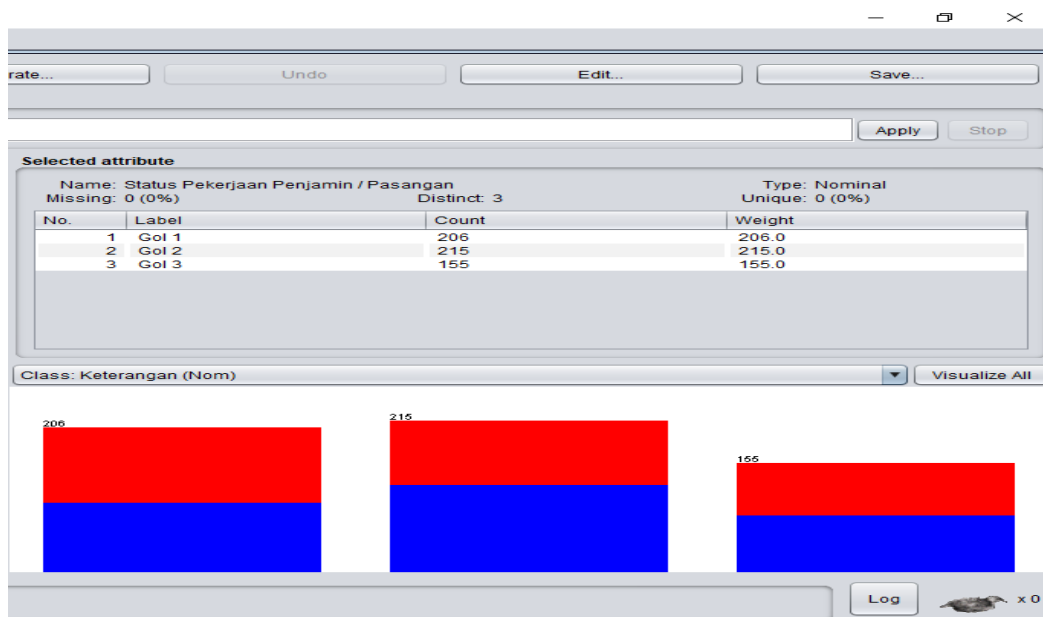 rate... Undo Edit... Save...
Apply Stop
Selected attribute
Name: Status Pekerjaan Penjamin / Pasangan Type: Nominal
Missing: 0 (0%) Distinct: 3 Unique: 0 (0%)
No. Label Count Weight
1 Gol 1 206 206.0
2 Gol 2 215 215.0
3 Gol 3 155 155.0
Class: Keterangan (Nom) Visualize All
206 215 155
Log x 0